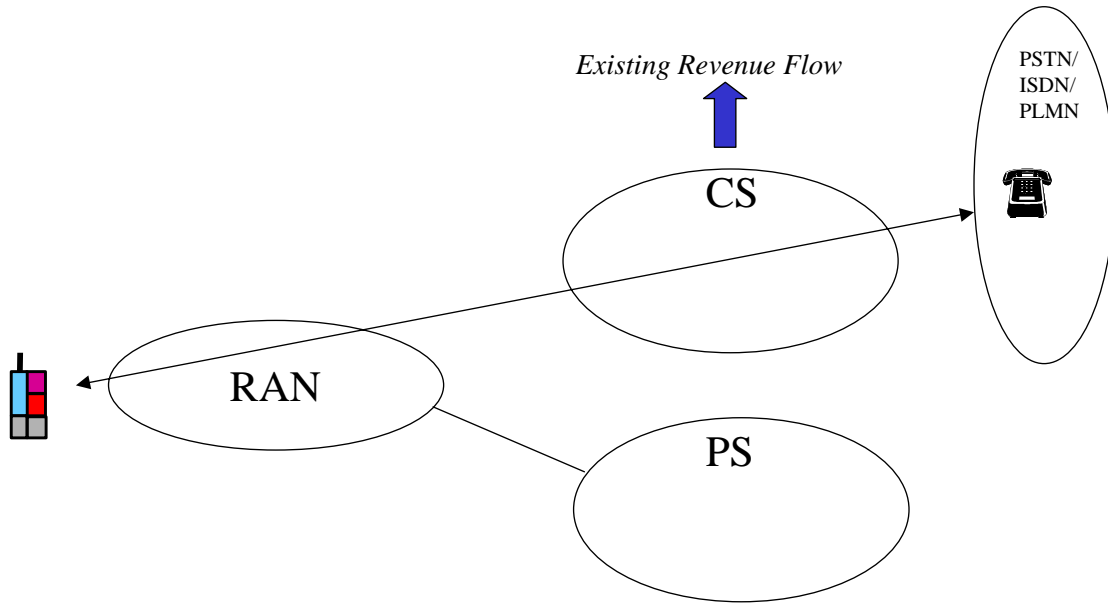 Existing Revenue Flow
PSTN/
ISDN/
PLMN
CS
RAN
PS